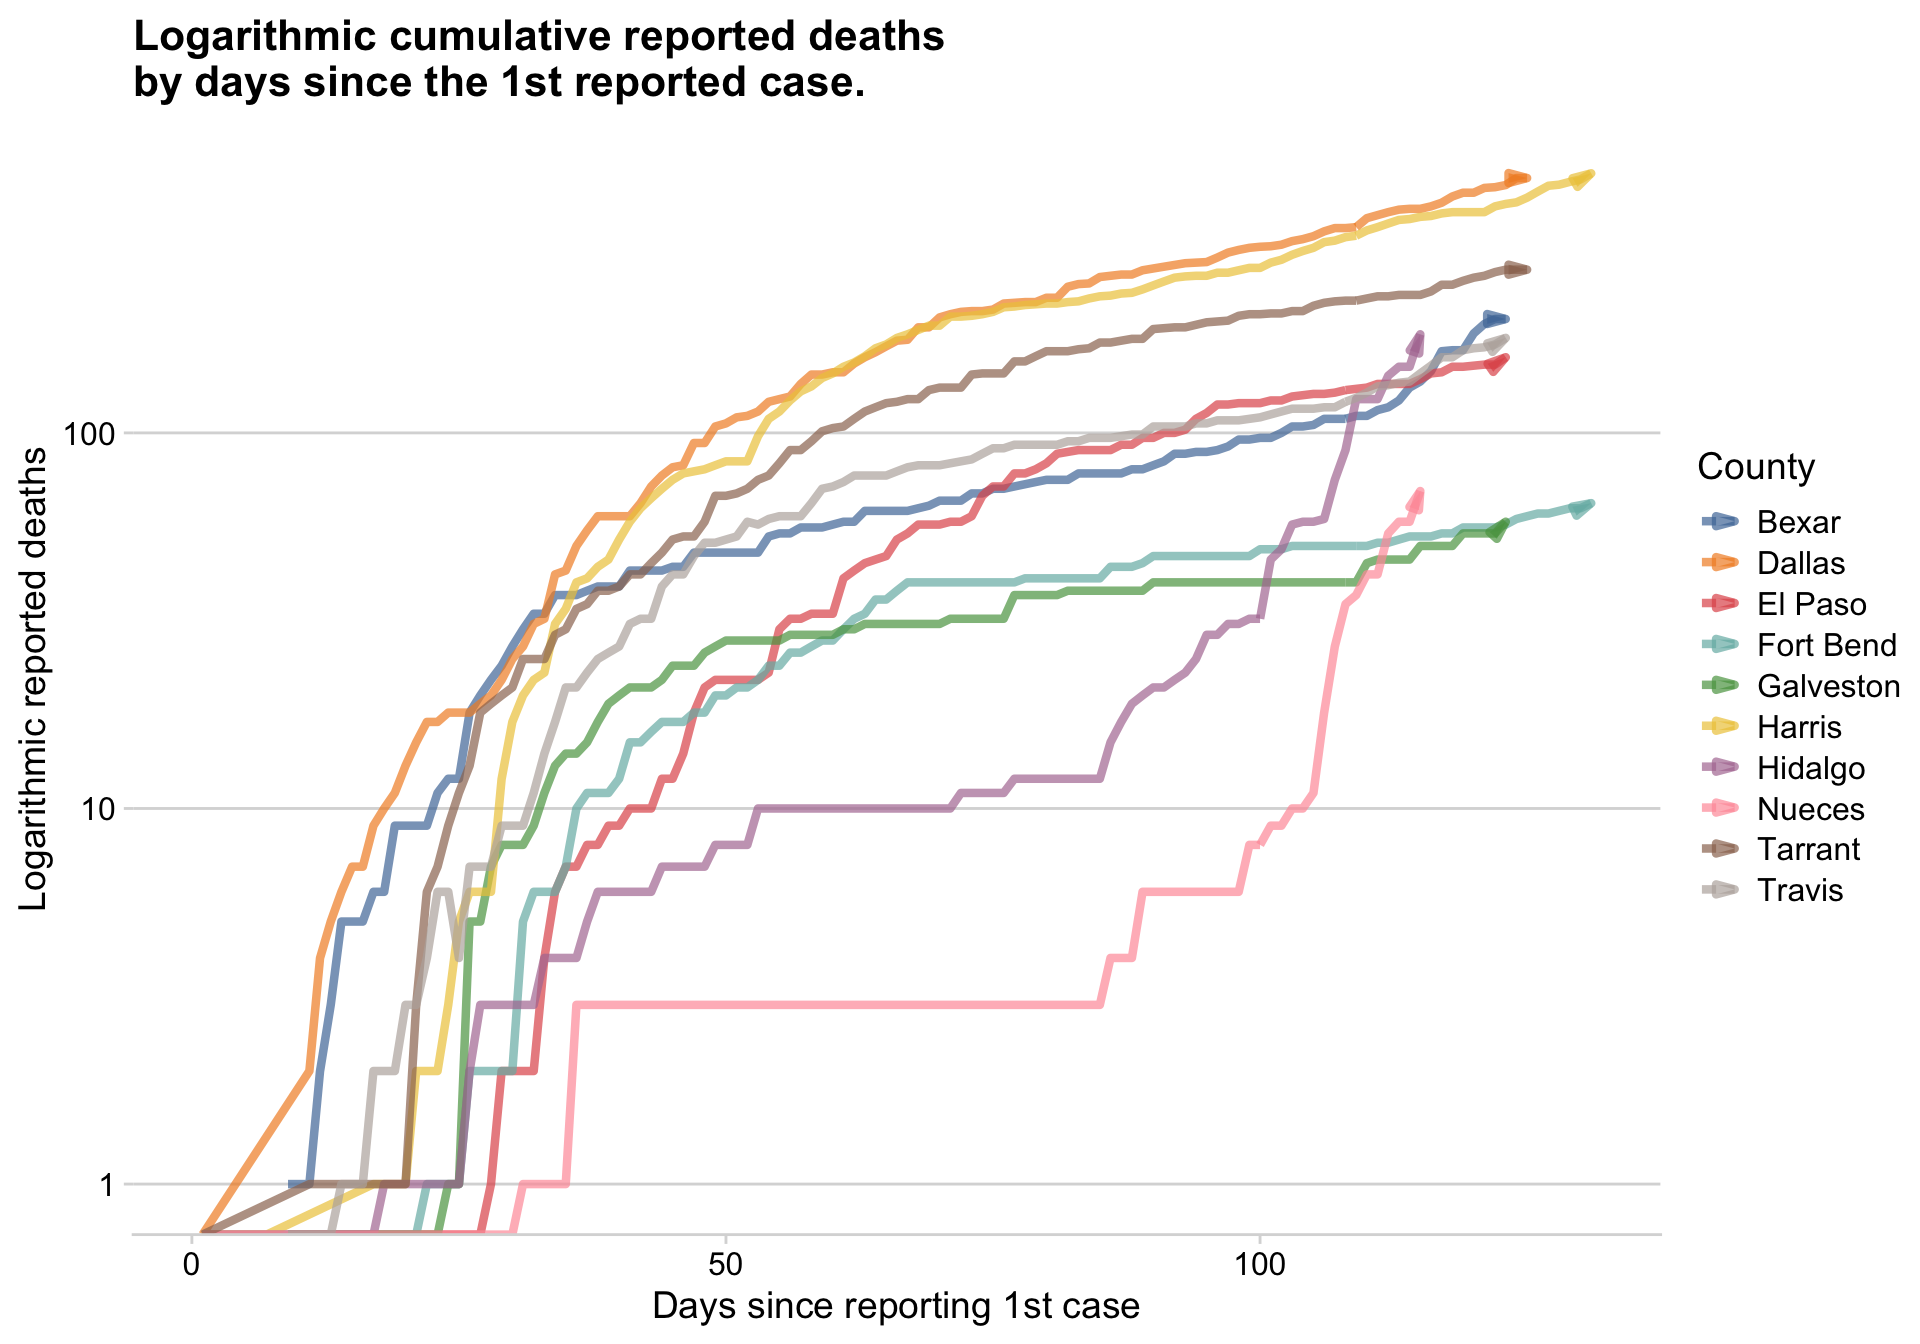 Logarithmic cumulative reported deaths
by days since the 1st reported case.
Logarithmic reported deaths
100
10
1
0
50
100
Days since reporting 1st case
County
Bexar
Dallas
El Paso
Fort Bend
Galveston
Harris
Hidalgo
Nueces
Tarrant
Travis